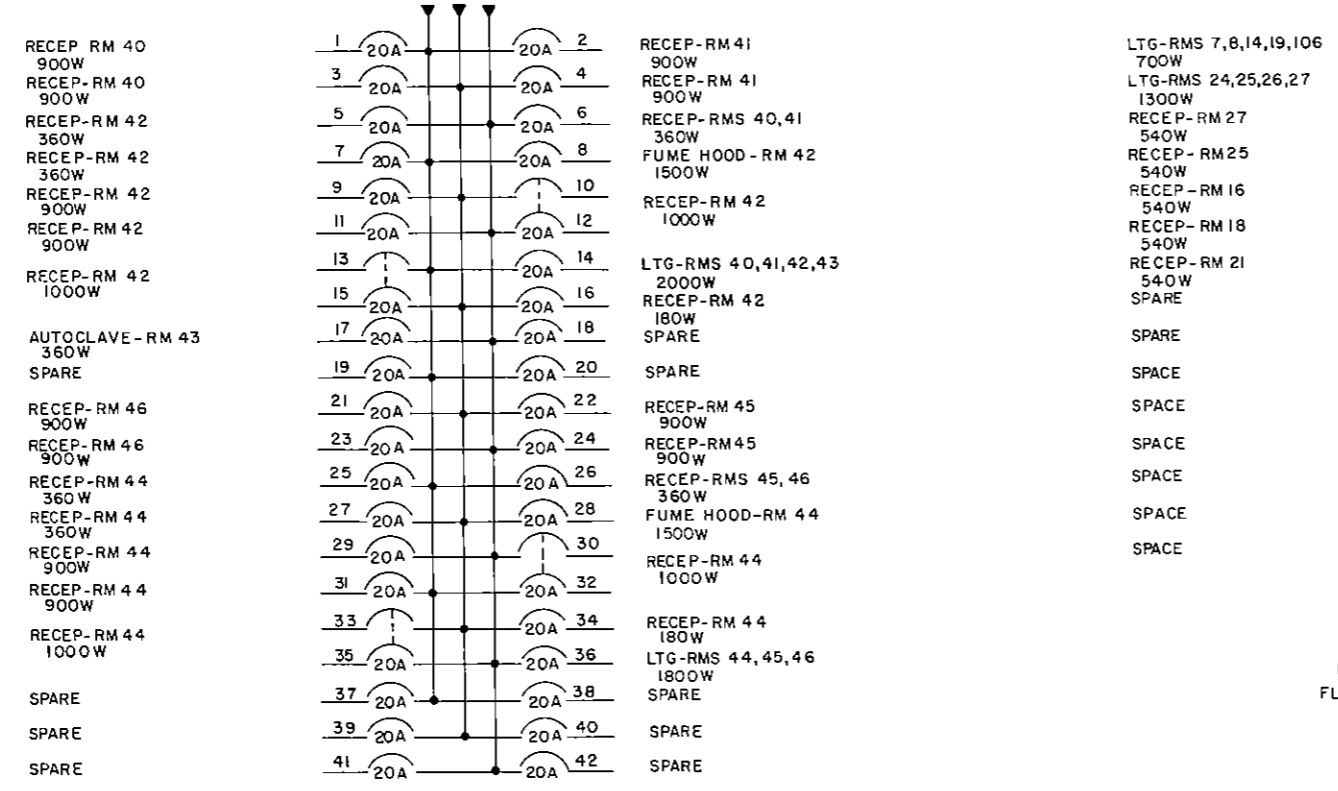 RECEP RM 40 1 20A 20A 2 RECEP-RM 41 LTG-RMS 7,8,14,19,106
900W 900W 700W
RECEP-RM 40 3 20A 20A 4 RECEP-RM 41 LTG-RMS 24,25,26,27
900W 900W 1300W
RECEP-RM 42 5 20A 20A 6 RECEP-RMS 40,41 RECEP-RM 27
360W 360W 540W
RECEP-RM 42 7 20A 20A 8 FUME HOOD-RM 42 RECEP-RM25
360W 1500W 540W
RECEP-RM 42 9 20A 10 RECEP-RM 42 RECEP-RM 16
900W 1000W 540W
RECEP-RM 42 11 20A 20A 12 RECEP-RM 18
900W 540W
RECEP-RM 42 13 20A 14 LTG-RMS 40,41,42,43 RECEP-RM 21
1000W 2000W 540W
15 20A 20A 16 RECEP-RM 42 SPARE
180W
AUTOCLAVE-RM 43 17 20A 20A 18 SPARE SPARE
360W
SPARE 19 20A 20A 20 SPARE SPACE
RECEP-RM 46 21 20A 20A 22 RECEP-RM 45 SPACE
900W 900W
RECEP-RM 46 23 20A 20A 24 RECEP-RM45 SPACE
900W 900W
RECEP-RM 44 25 20A 20A 26 RECEP-RMS 45,46 SPACE
360W 360W
RECEP-RM 44 27 20A 20A 28 FUME HOOD-RM 44 SPACE
360W 1500W
RECEP-RM 44 29 20A 30 RECEP-RM 44 SPACE
900W 1000W
RECEP-RM 44 31 20A 20A 32
900W
RECEP-RM 44 33 20A 34 RECEP-RM 44
1000W 180W
35 20A 20A 36 LTG-RMS 44,45,46
1800W
SPARE 37 20A 20A 38 SPARE FL
SPARE 39 20A 20A 40 SPARE
SPARE 41 20A 20A 42 SPARE